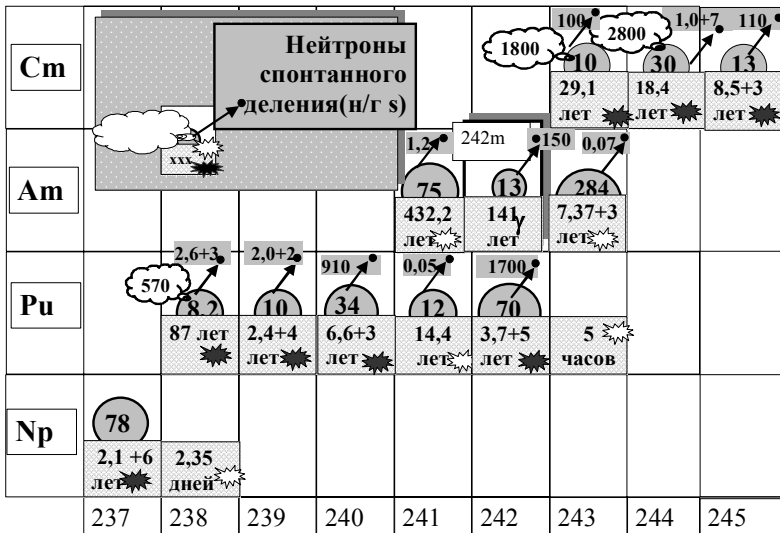 Cm
Нейтроны
спонтанного
деления(н/г s)
xxx
1800
100
2800
1,0+7
110
10
30
13
29,1
лет
18,4
лет
8,5+3
лет
Am
1,2
242m
150
0,07
75
13
284
432,2
лет
141
лет
γ
7,37+3
лет
Pu
570
2,6+3
2,0+2
910
0,05
1700
8,2
10
34
12
70
87 лет
2,4+4
лет
6,6+3
лет
14,4
лет
3,7+5
лет
5
часов
Np
78
2,1 +6
лет
2,35
дней
237 238 239 240 241 242 243 244 245